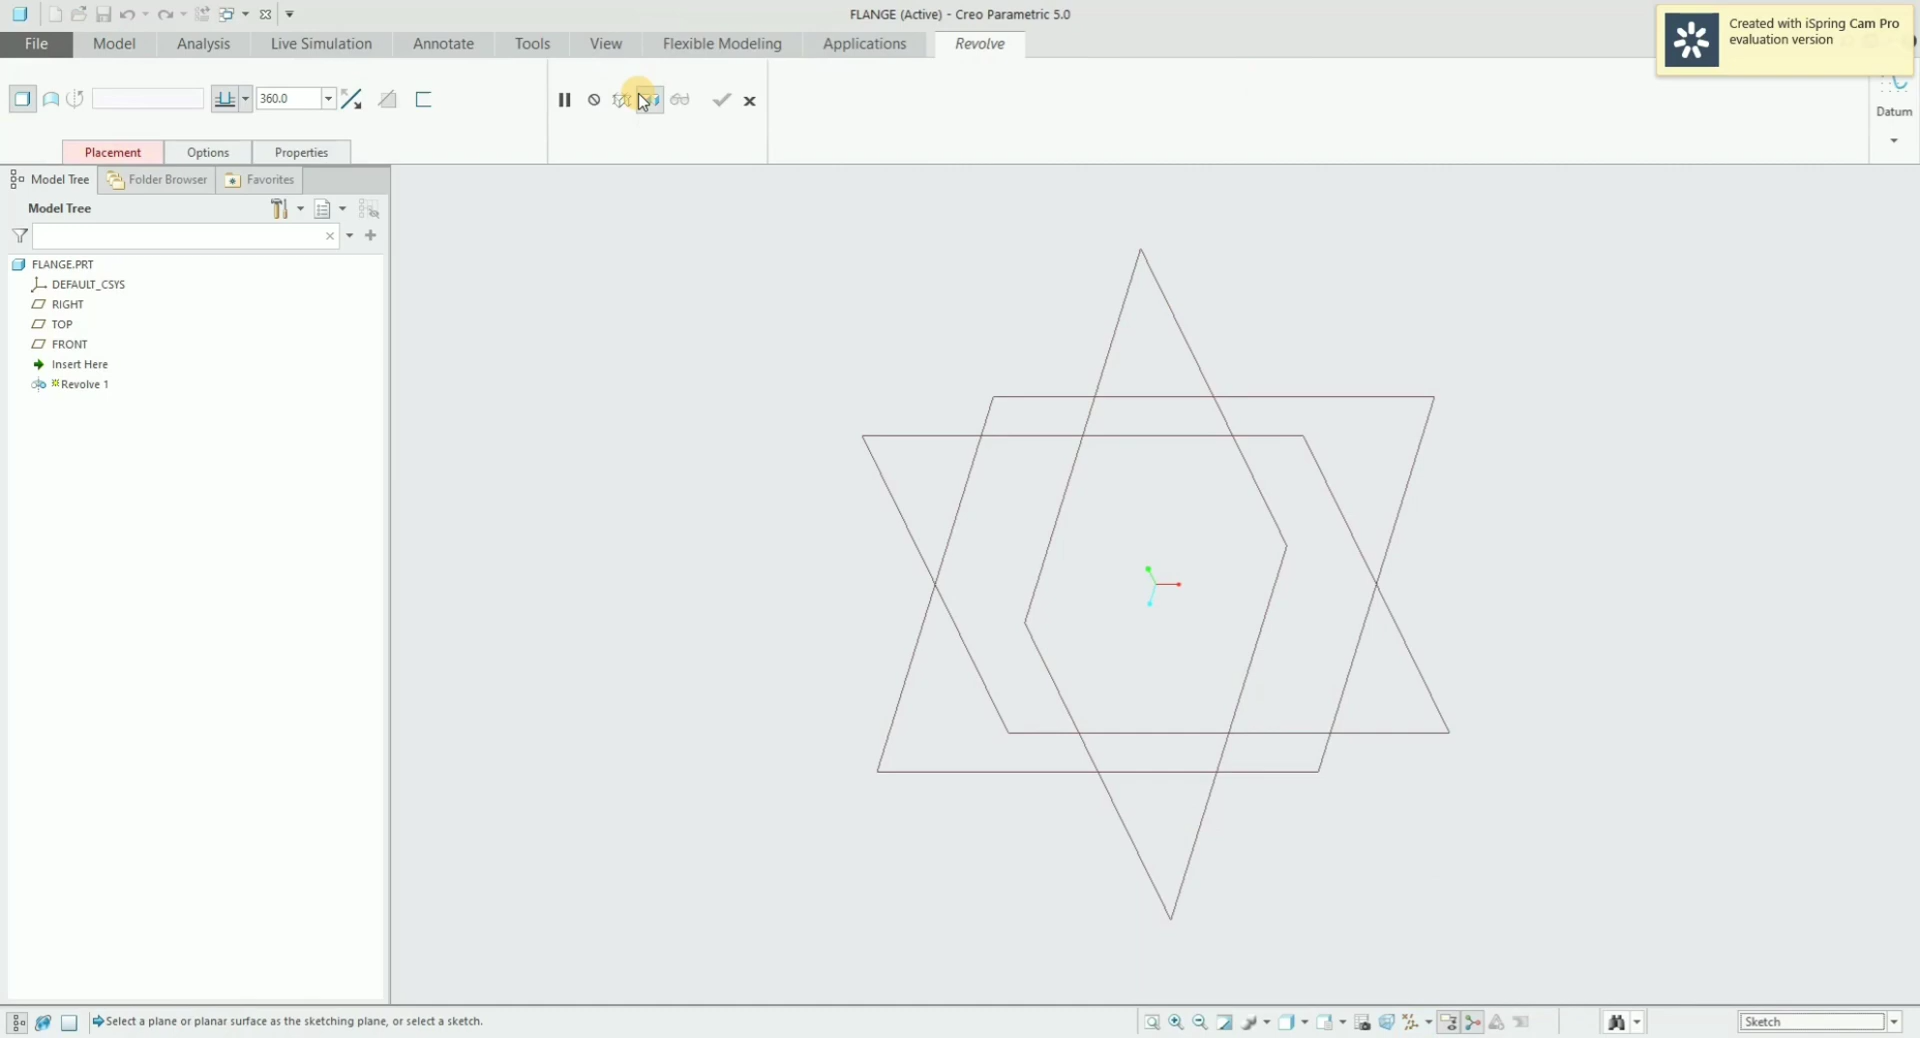 FLANGE (Active) - Creo Parametric 5.0
Created with iSpring Cam Pro
evaluation version
File Model Analysis Live Simulation Annotate Tools View Flexible Modeling Applications Revolve
360.0
Datum
Placement Options Properties
Model Tree Folder Browser Favorites
Model Tree
FLANGE.PRT
DEFAULT_CSYS
RIGHT
TOP
FRONT
Insert Here
Revolve 1
Select a plane or planar surface as the sketching plane, or select a sketch.
Sketch